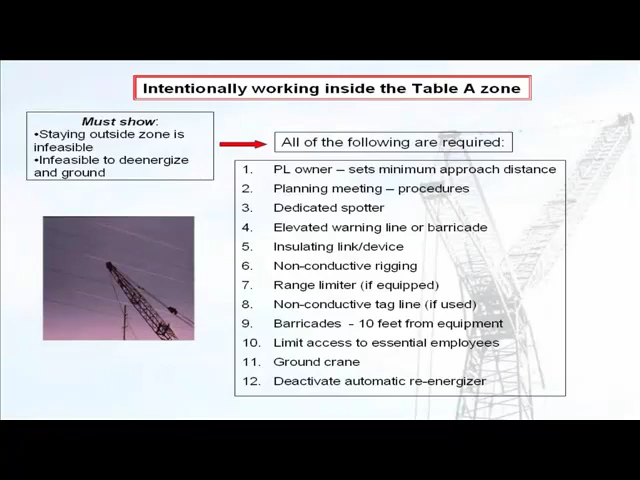 Intentionally working inside the Table A zone
Must show:
•Staying outside zone is
infeasible
•Infeasible to deenergize
and ground
All of the following are required:
1. PL owner – sets minimum approach distance
2. Planning meeting – procedures
3. Dedicated spotter
4. Elevated warning line or barricade
5. Insulating link/device
6. Non-conductive rigging
7. Range limiter (if equipped)
8. Non-conductive tag line (if used)
9. Barricades - 10 feet from equipment
10. Limit access to essential employees
11. Ground crane
12. Deactivate automatic re-energizer